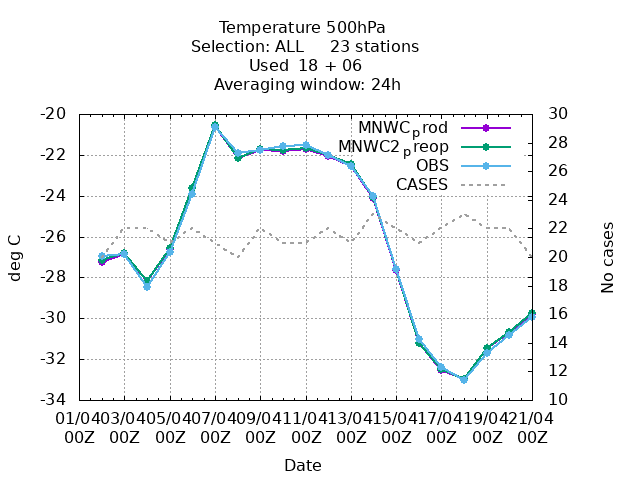 Temperature 500hPa
Selection: ALL 23 stations
Used 18 + 06
Averaging window: 24h
MNWC_prod
MNWC2_preop
OBS
CASES
-20
-22
-24
-26
-28
-30
-32
-34
deg C
30
28
26
24
22
20
18
16
14
12
10
No cases
01/04 03/04 05/04 07/04 09/04 11/04 13/04 15/04 17/04 19/04 21/04
00Z 00Z 00Z 00Z 00Z 00Z 00Z 00Z 00Z 00Z 00Z
Date